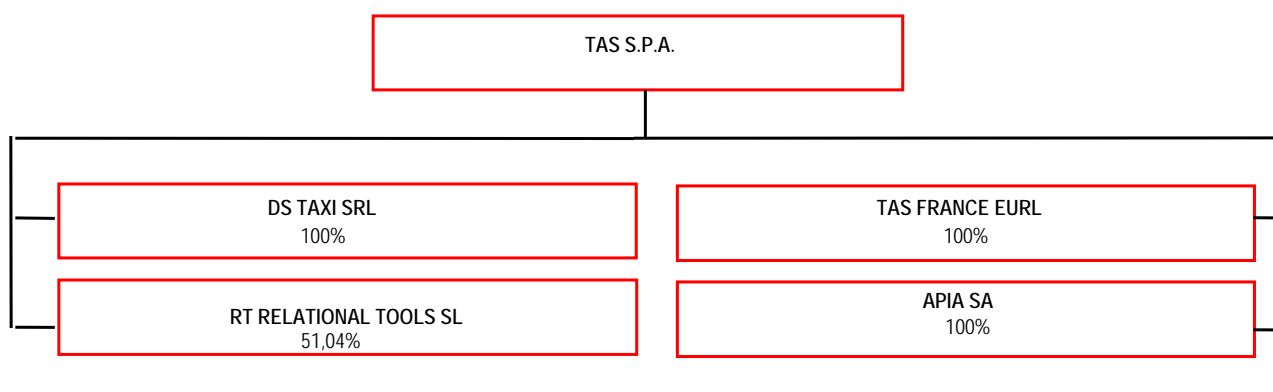 TAS S.P.A.
DS TAXI SRL
100%
TAS FRANCE EURL
100%
RT RELATIONAL TOOLS SL
51,04%
APIA SA
100%